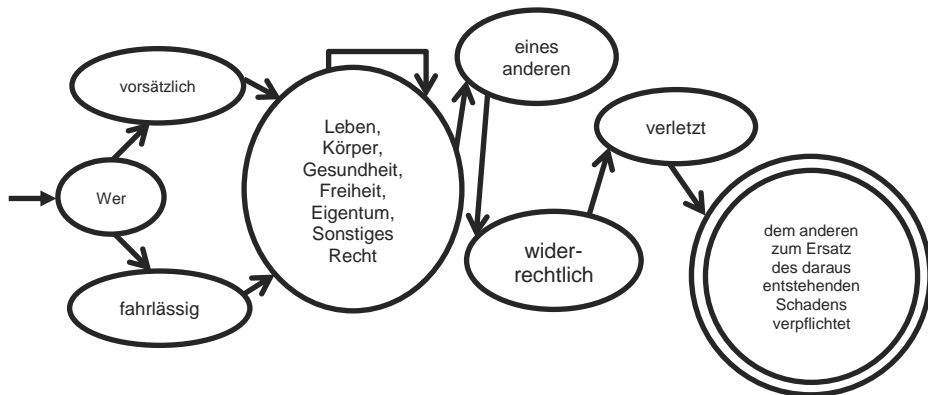 Wer
vorsätzlich
fahrlässig
Leben,
Körper,
Gesundheit,
Freiheit,
Eigentum,
Sonstiges
Recht
eines
anderen
wider-
rechtlich
verletzt
dem anderen
zum Ersatz
des daraus
entstehenden
Schadens
verpflichtet